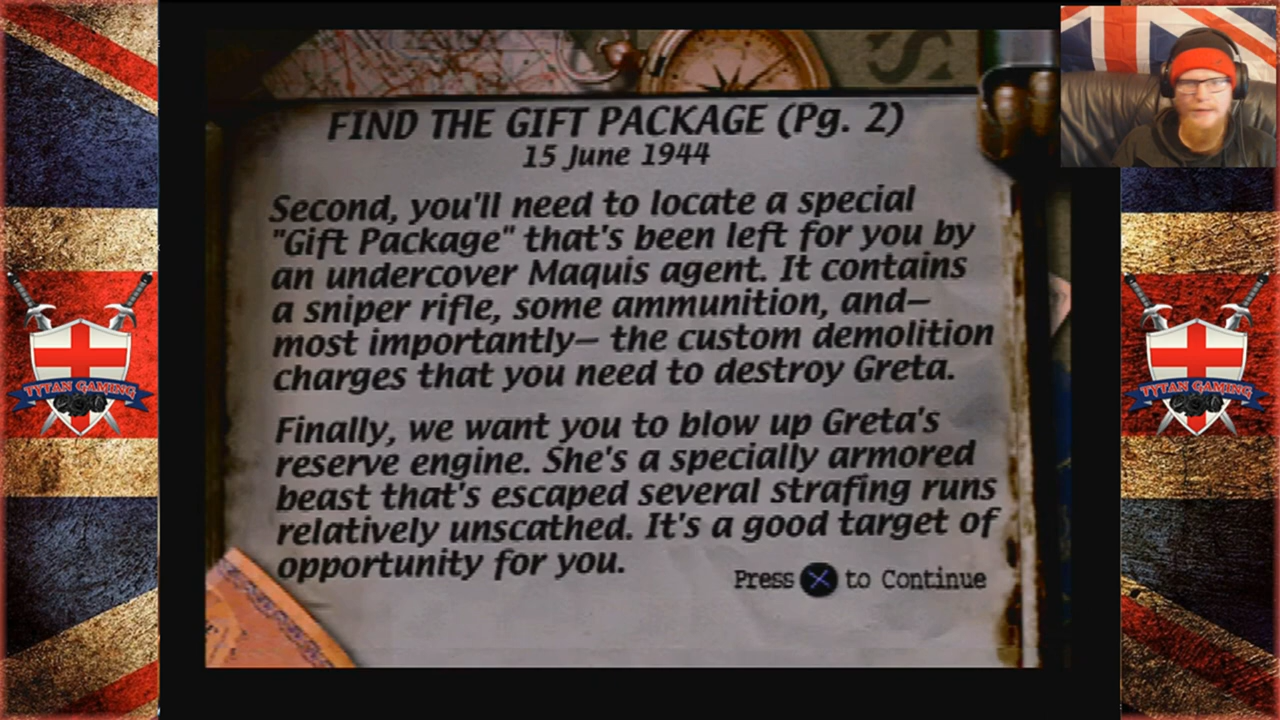 FIND THE GIFT PACKAGE (Pg. 2)
15 June 1944
Second, you'll need to locate a special
"Gift Package" that's been left for you by
an undercover Maquis agent. It contains
a sniper rifle, some ammunition, and—
most importantly— the custom demolition
charges that you need to destroy Greta.
Finally, we want you to blow up Greta's
reserve engine. She's a specially armored
beast that's escaped several strafing runs
relatively unscathed. It's a good target of
opportunity for you.
Press X to Continue
TYTAN GAMING
TYTAN GAMING